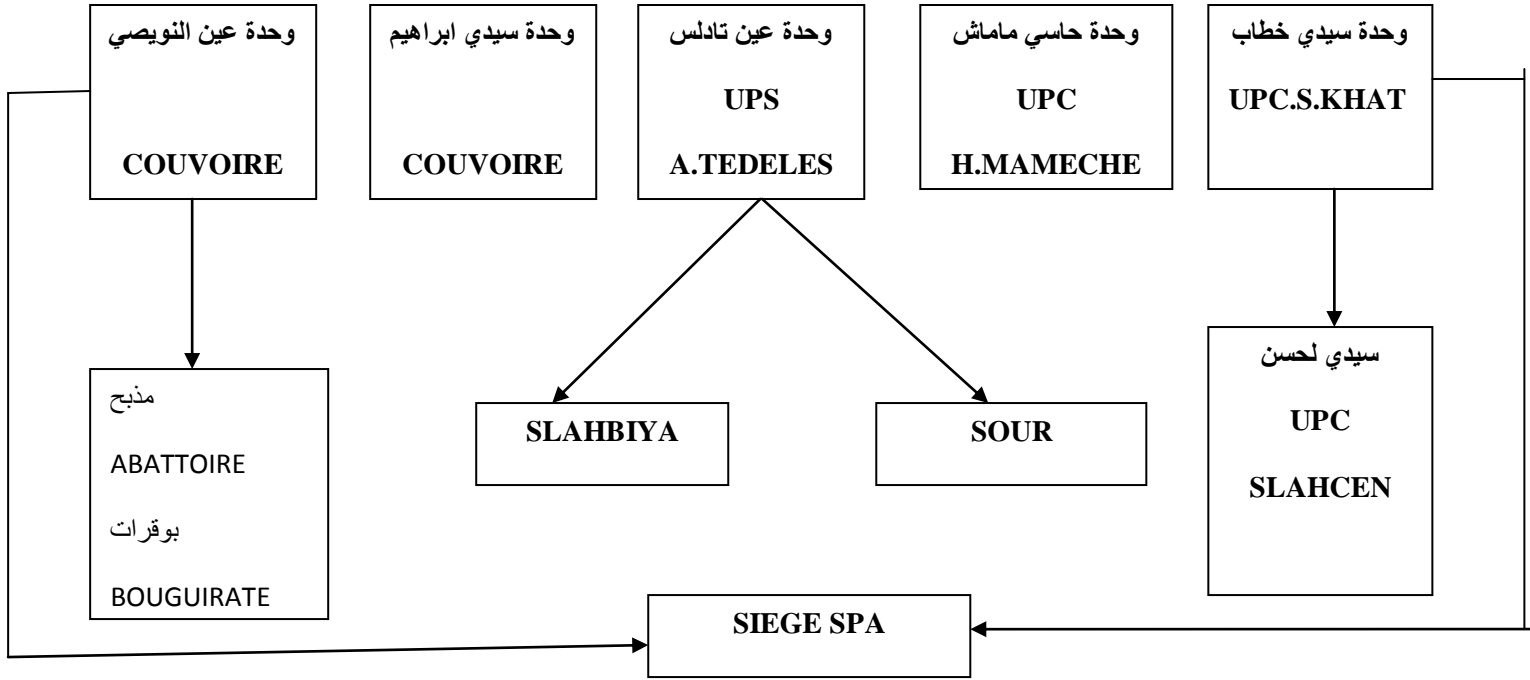 وحدة عين النويصي
COUVOIRE
وحدة سيدي ابراهيم
COUVOIRE
وحدة عين تادلس
UPS
A.TEDELES
وحدة حاسي ماماش
UPC
H.MAMECHE
وحدة سيدي خطاب
UPC.S.KHAT
مذبح
ABATTOIRE
بوقرات
BOUGUIRATE
SLAHBIYA
SOUR
سيدي لحسن
UPC
SLAHCEN
SIEGE SPA